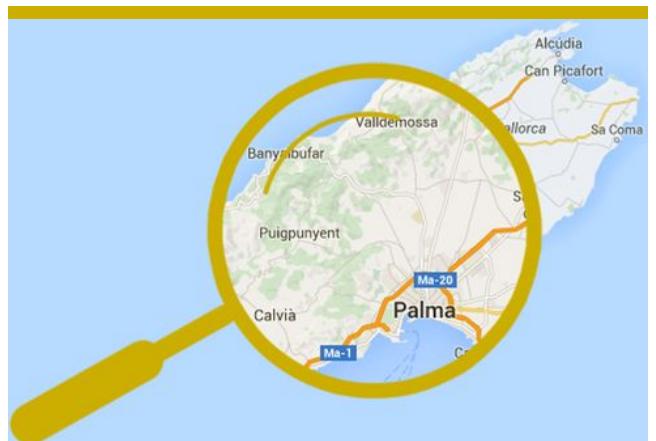 Alcúdia
Can Picafort
Valldemossa
allorca
Sa Coma
Banyalbufar
S
Puigpunyent
Ma-20
Calvià
Palma
Ma-1
C